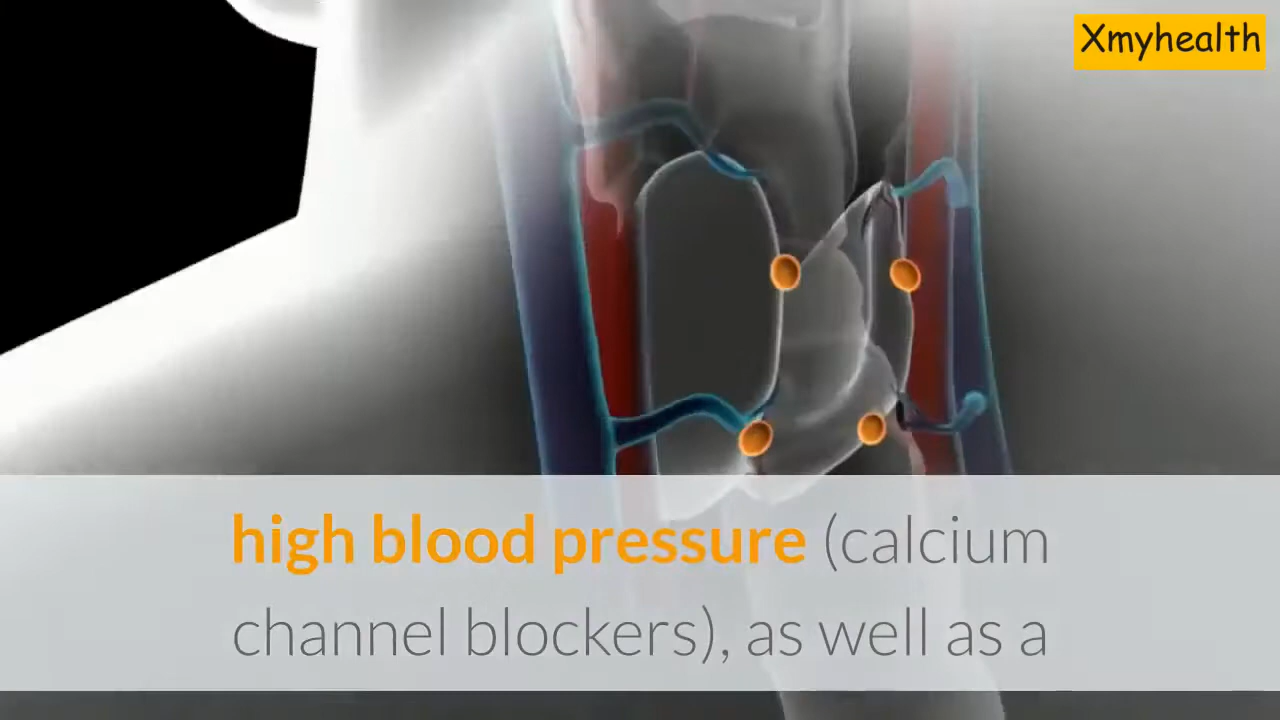 Xmyhealth
high blood pressure (calcium
channel blockers), as well as a